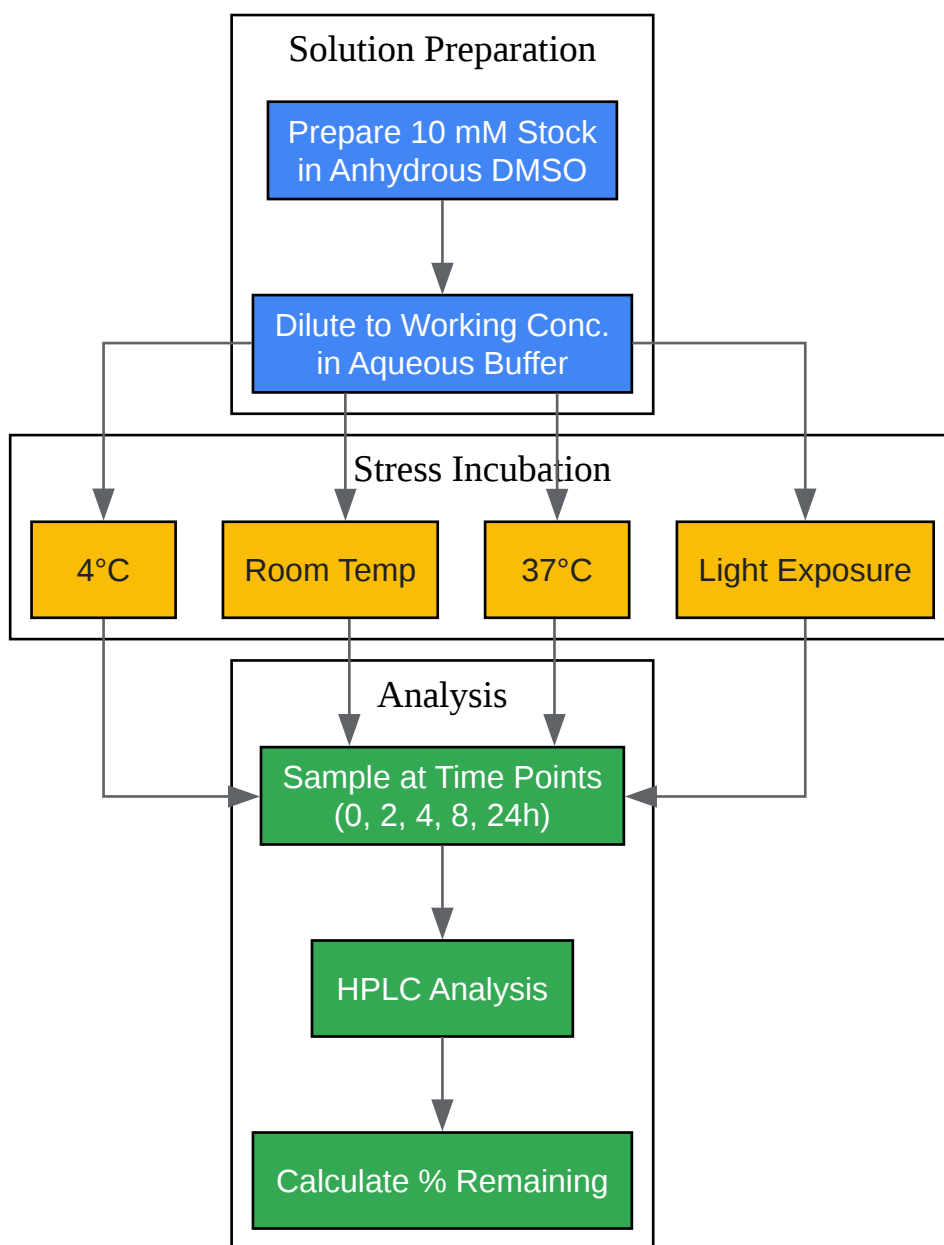 Solution Preparation
Prepare 10 mM Stock
in Anhydrous DMSO
Dilute to Working Conc.
in Aqueous Buffer
Stress Incubation
4°C
Room Temp
37°C
Light Exposure
Analysis
Sample at Time Points
(0, 2, 4, 8, 24h)
HPLC Analysis
Calculate % Remaining